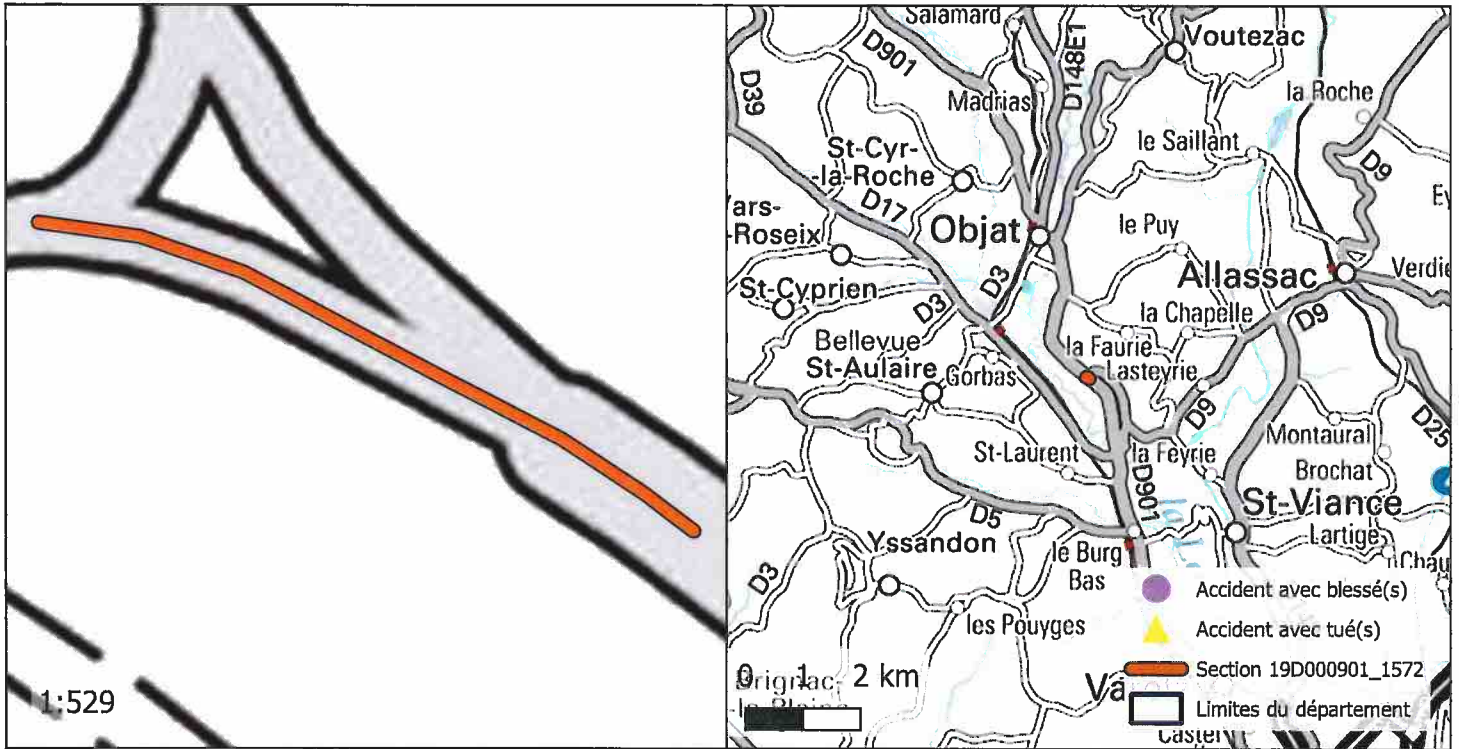 1:529
Salamard
D901
D148E1
Voutezac
D39
Madrias
la Roche
St-Cyr-
-la-Roche
le Saillant
D9
D17
-Roseix
Objat
le Puy
Allassac
St-Cyprien
D3
D3
la Chapelle
D9
Bellevue
la Faurie
St-Aulaire
Gorbas
Lasteyrie
D9
D25
Montaural
St-Laurent
la Feyrie
Brochat
D901
St-Viance
D5
Lartige
Yssandon
le Burg
Bas
D3
les Pouyges
Accident avec blessé(s)
Accident avec tué(s)
Section 19D000901_1572
Limites du département
0 1 2 km